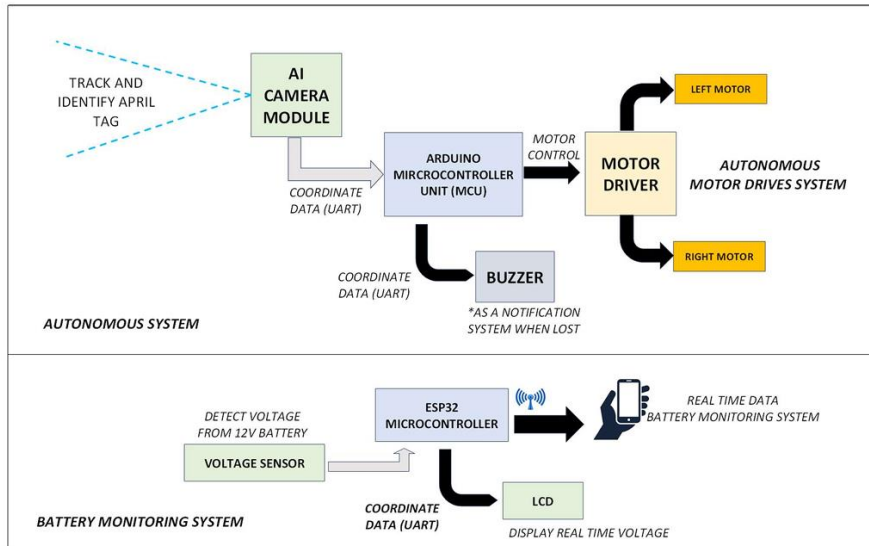 TRACK AND
IDENTIFY APRIL
TAG
AI
CAMERA
MODULE
COORDINATE
DATA (UART)
ARDUINO
MIRCROCONTROLLER
UNIT (MCU)
MOTOR
CONTROL
MOTOR
DRIVER
LEFT MOTOR
AUTONOMOUS
MOTOR DRIVES SYSTEM
RIGHT MOTOR
COORDINATE
DATA (UART)
BUZZER
*AS A NOTIFICATION
SYSTEM WHEN LOST
AUTONOMOUS SYSTEM
DETECT VOLTAGE
FROM 12V BATTERY
VOLTAGE SENSOR
ESP32
MICROCONTROLLER
REAL TIME DATA
BATTERY MONITORING SYSTEM
COORDINATE
DATA (UART)
LCD
DISPLAY REAL TIME VOLTAGE
BATTERY MONITORING SYSTEM